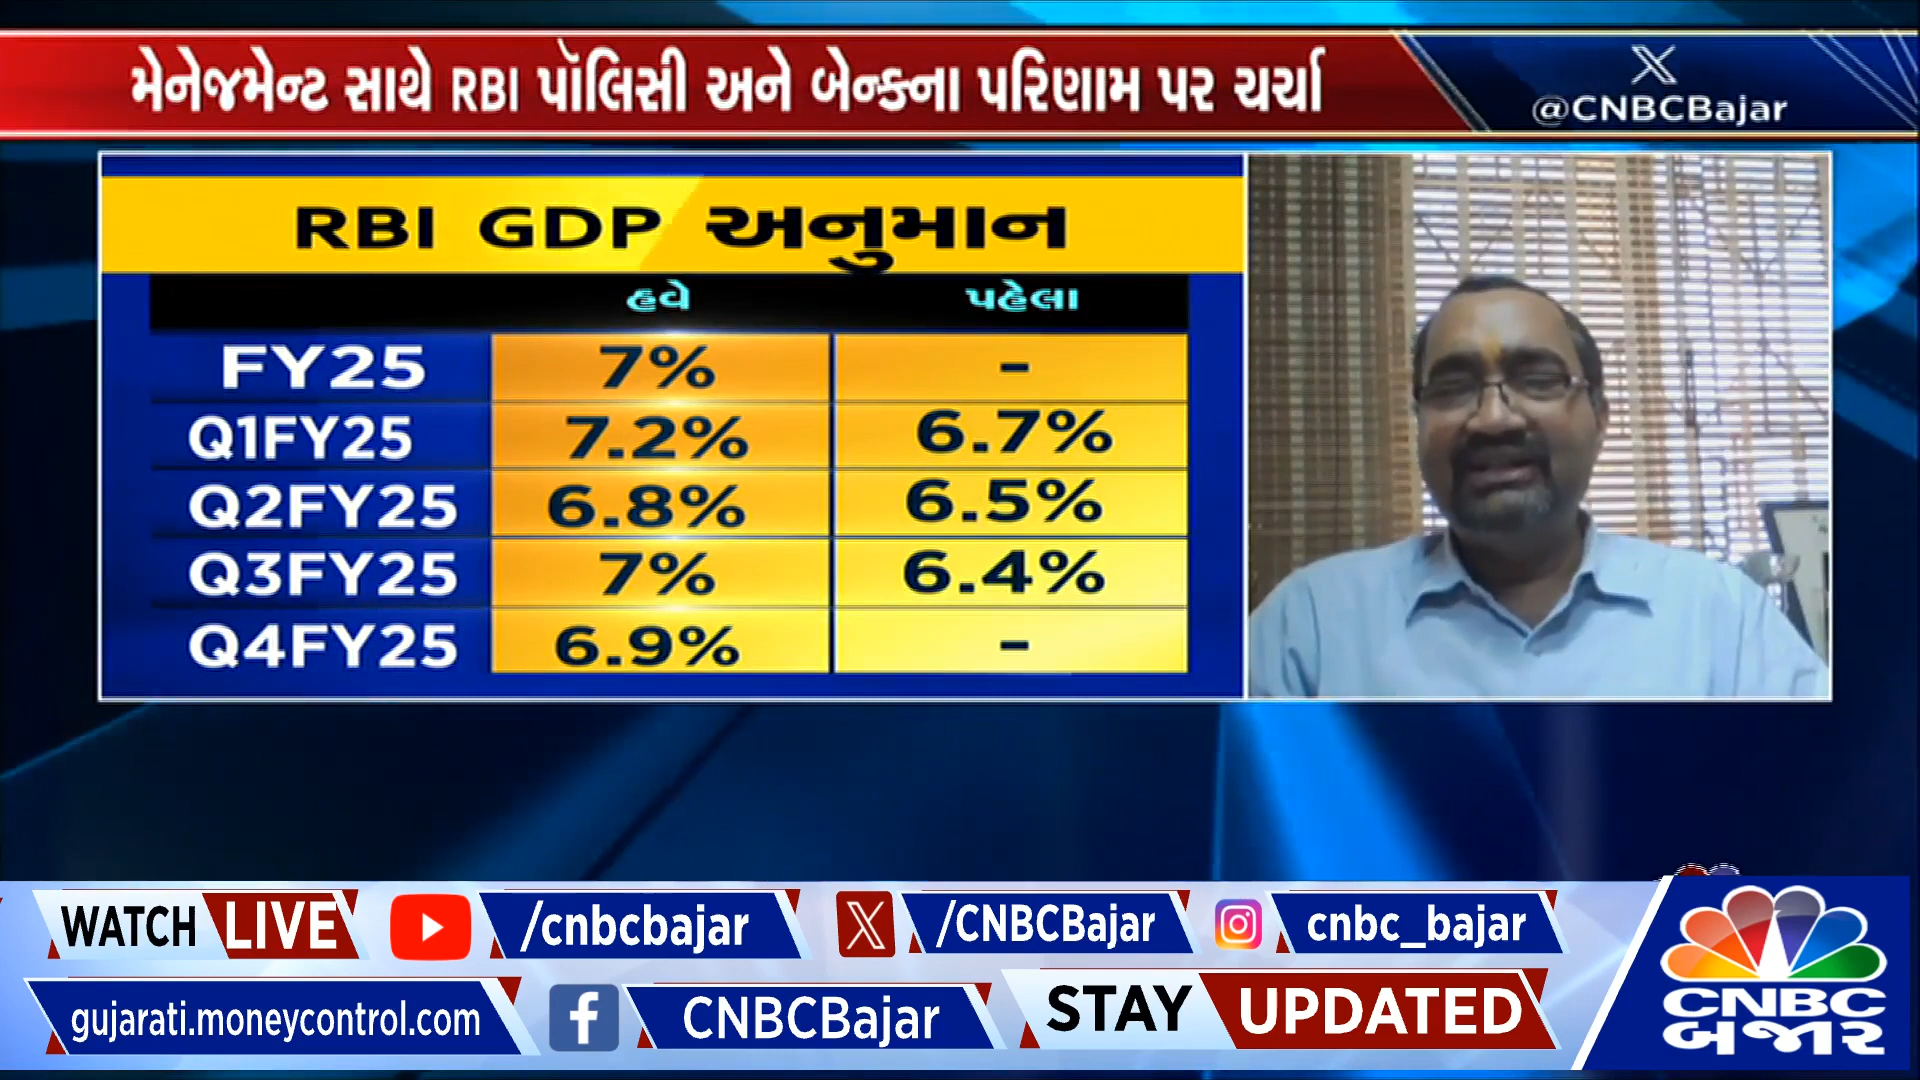 મેનેજમેન્ટ સાથે RBI પૉલિસી અને બેન્કના પરિણામ પર ચર્ચા
@CNBCBajar
RBI GDP અનુમાન
હવે પહેલા
FY25 7% -
Q1FY25 7.2% 6.7%
Q2FY25 6.8% 6.5%
Q3FY25 7% 6.4%
Q4FY25 6.9% -
WATCH LIVE /cnbcbajar /CNBCBajar cnbc_bajar
gujarati.moneycontrol.com CNBCBajar STAY UPDATED
CNBC
બજાર